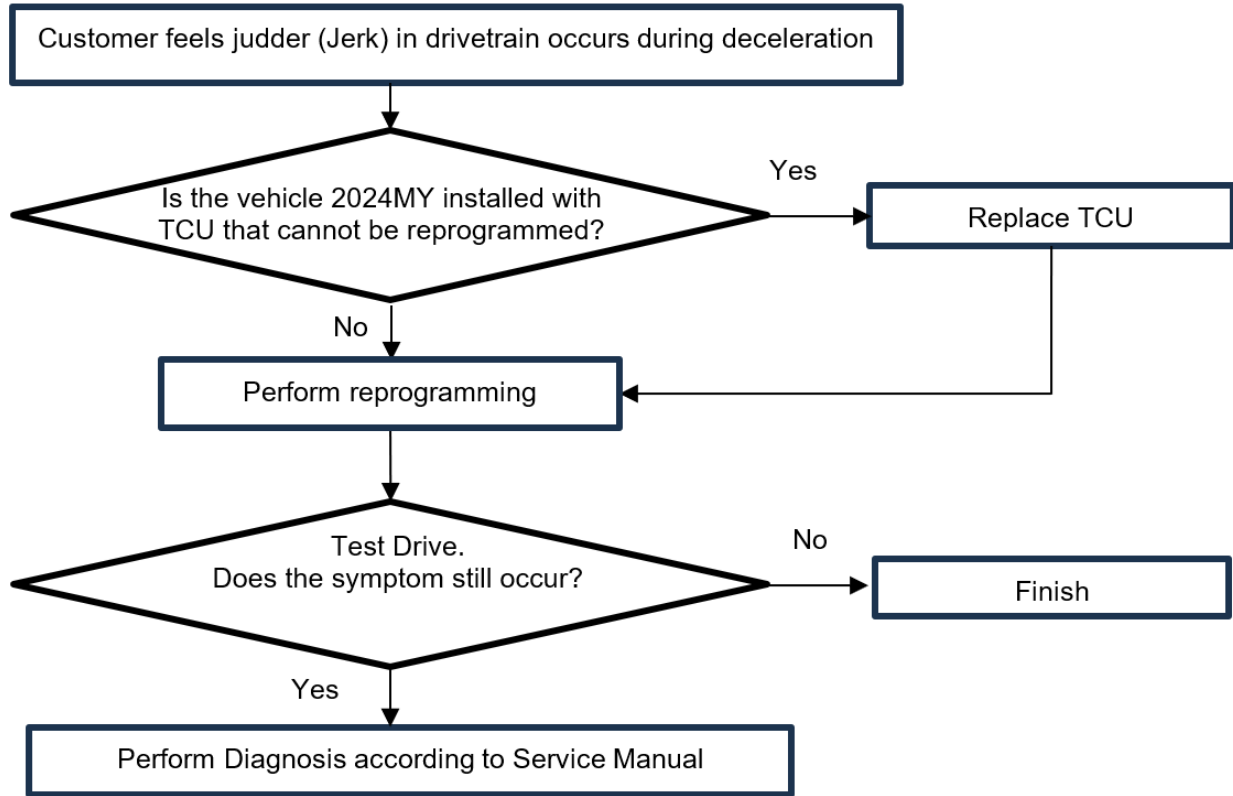 Customer feels judder (Jerk) in drivetrain occurs during deceleration
Is the vehicle 2024MY installed with
TCU that cannot be reprogrammed?
Yes
Replace TCU
No
Perform reprogramming
Test Drive.
Does the symptom still occur?
No
Finish
Yes
Perform Diagnosis according to Service Manual